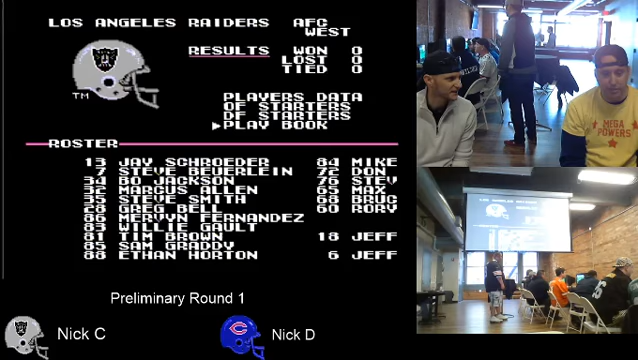 LOS ANGELES RAIDERS AFC
WEST
RESULTS WON 0
LOST 0
TIED 0
TM
PLAYERS DATA
OF STARTERS
DF STARTERS
PLAY BOOK
ROSTER
13 JAY SCHROEDER 84 MIKE
7 STEVE BEUERLEIN 72 DON
34 BO JACKSON 76 STEV
32 MARCUS ALLEN 65 MAX
35 STEVE SMITH 68 BRUC
28 GREG BELL 60 RORY
86 MERVYN FERNANDEZ
83 WILLIE GAULT
81 TIM BROWN 18 JEFF
85 SAM GRADDY
88 ETHAN HORTON 6 JEFF
MEGA
POWERS
Preliminary Round 1
Nick C
Nick D